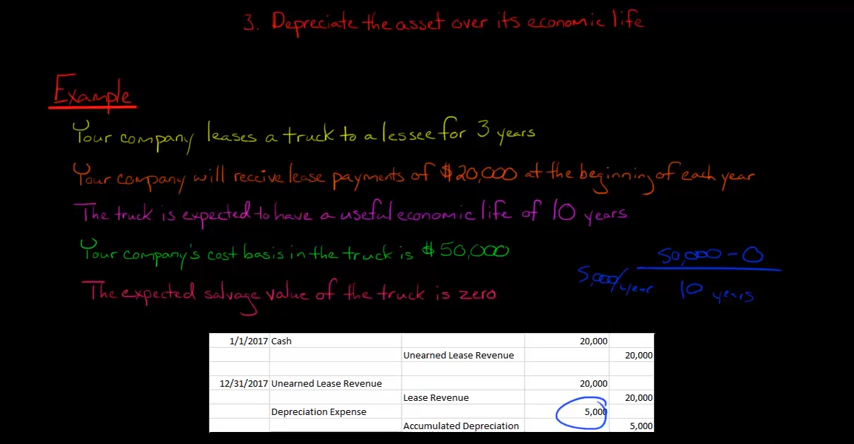 3. Depreciate the asset over its economic life
Example
Your company leases a truck to a lessee for 3 years
Your company will receive lease payments of $20,000 at the beginning of each year
The truck is expected to have a useful economic life of 10 years
Your company's cost basis in the truck is $50,000
50,000 - 0
5,000/year 10 years
The expected salvage value of the truck is zero
1/1/2017 Cash 20,000
Unearned Lease Revenue 20,000
12/31/2017 Unearned Lease Revenue 20,000
Lease Revenue 20,000
Depreciation Expense 5,000
Accumulated Depreciation 5,000